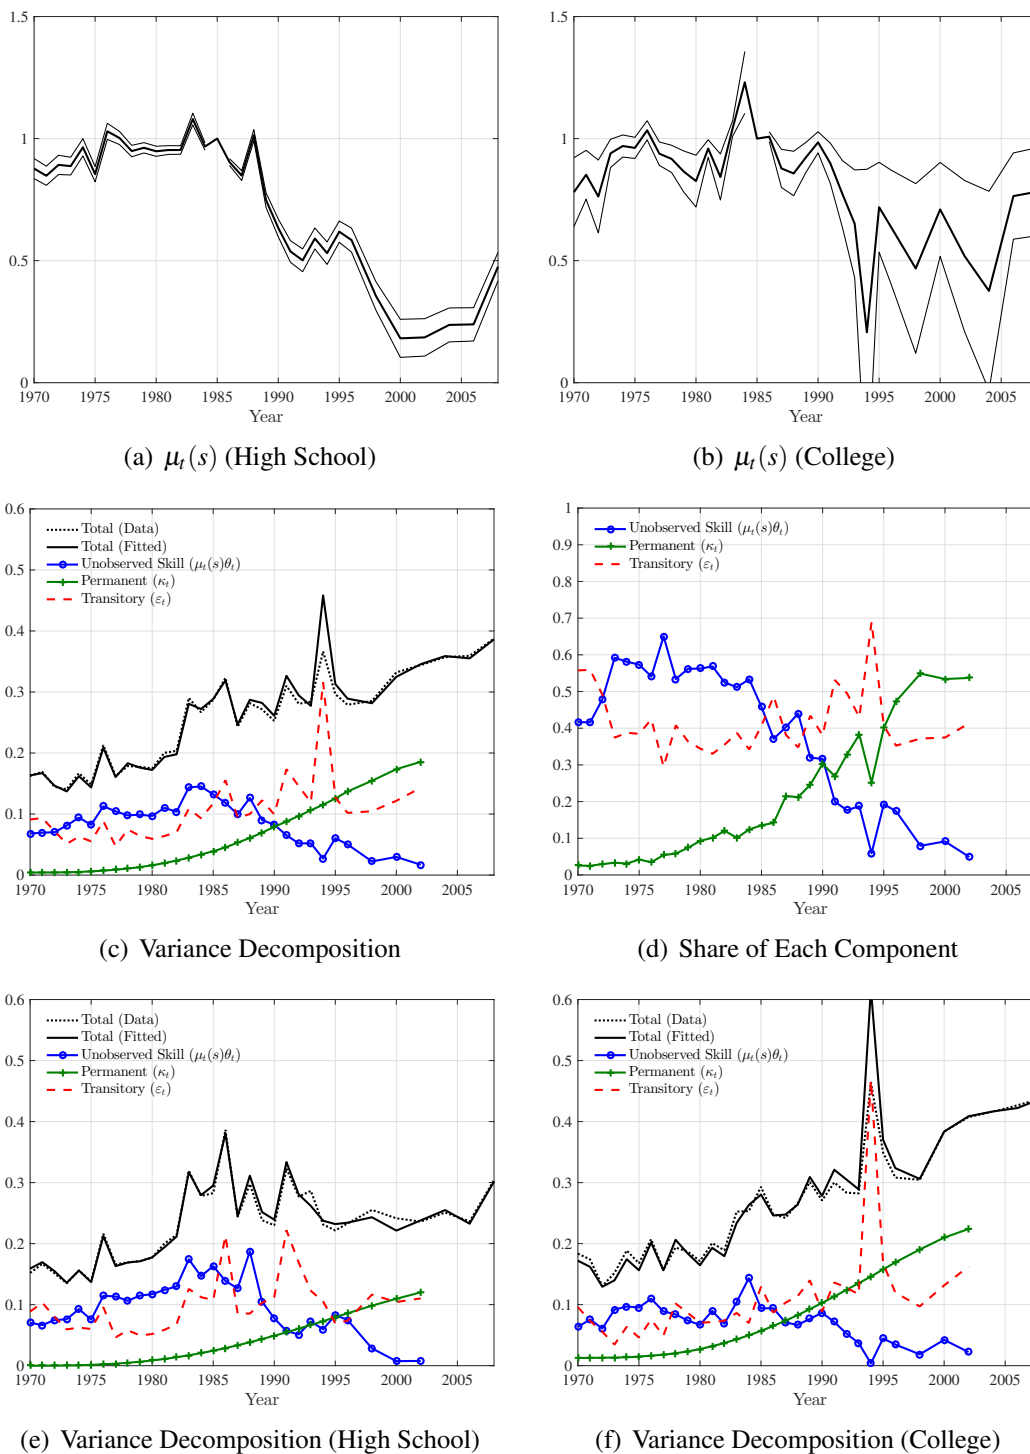 1.5
1
0.5
0
1970 1975 1980 1985 1990 1995 2000 2005
Year
(a) μt(s) (High School)
1.5
1
0.5
0
1970 1975 1980 1985 1990 1995 2000 2005
Year
(b) μt(s) (College)
0.6
0.5
0.4
0.3
0.2
0.1
0
Total (Data)
Total (Fitted)
Unobserved Skill (μt(s)θt)
Permanent (κt)
Transitory (εt)
1970 1975 1980 1985 1990 1995 2000 2005
Year
(c) Variance Decomposition
1
0.9
0.8
0.7
0.6
0.5
0.4
0.3
0.2
0.1
0
Unobserved Skill (μt(s)θt)
Permanent (κt)
Transitory (εt)
1970 1975 1980 1985 1990 1995 2000 2005
Year
(d) Share of Each Component
0.6
0.5
0.4
0.3
0.2
0.1
0
Total (Data)
Total (Fitted)
Unobserved Skill (μt(s)θt)
Permanent (κt)
Transitory (εt)
1970 1975 1980 1985 1990 1995 2000 2005
Year
(e) Variance Decomposition (High School)
0.6
0.5
0.4
0.3
0.2
0.1
0
Total (Data)
Total (Fitted)
Unobserved Skill (μt(s)θt)
Permanent (κt)
Transitory (εt)
1970 1975 1980 1985 1990 1995 2000 2005
Year
(f) Variance Decomposition (College)